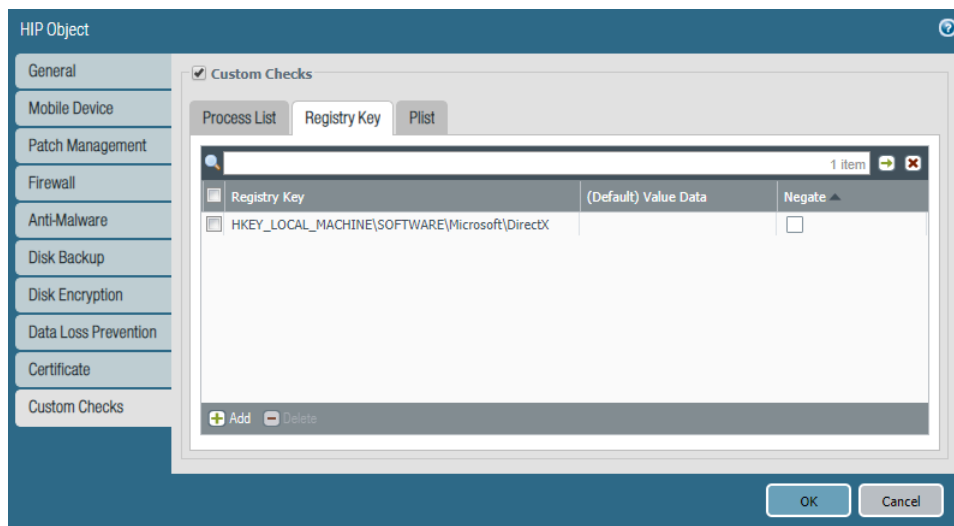 HIP Object
General
Mobile Device
Patch Management
Firewall
Anti-Malware
Disk Backup
Disk Encryption
Data Loss Prevention
Certificate
Custom Checks
Custom Checks
Process List Registry Key Plist
1 item
Registry Key (Default) Value Data Negate
HKEY_LOCAL_MACHINE\SOFTWARE\Microsoft\DirectX
Add Delete
OK Cancel